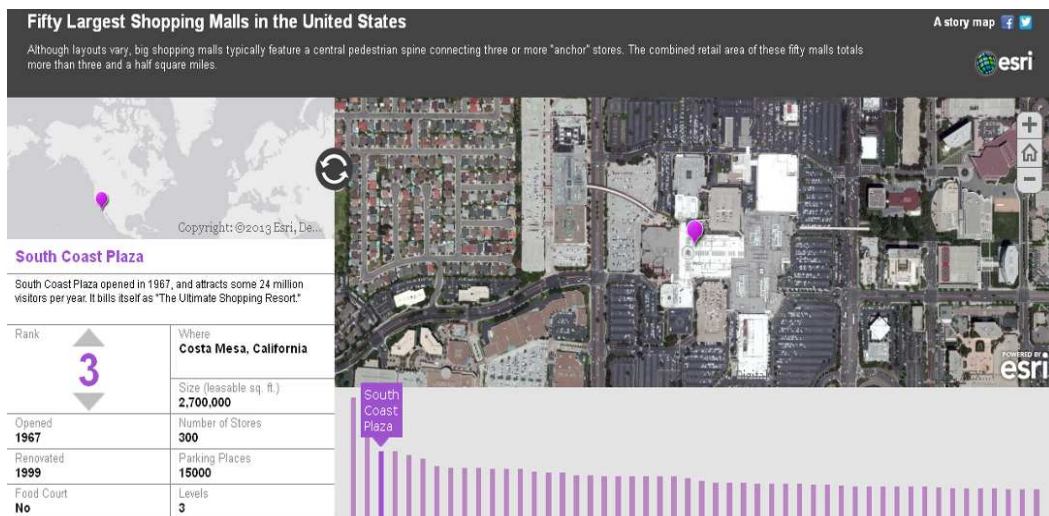 Fifty Largest Shopping Malls in the United States
A story map
Although layouts vary, big shopping malls typically feature a central pedestrian spine connecting three or more "anchor" stores. The combined retail area of these fifty malls totals
more than three and a half square miles.
esri
Copyright: ©2013 Esri, De...
South Coast Plaza
South Coast Plaza opened in 1967, and attracts some 24 million
visitors per year. It bills itself as "The Ultimate Shopping Resort."
Rank
3
Where
Costa Mesa, California
Size (leasable sq. ft.)
2,700,000
Opened
1967
Number of Stores
300
Renovated
1999
Parking Places
15000
Food Court
No
Levels
3
POWERED BY
esri
South
Coast
Plaza